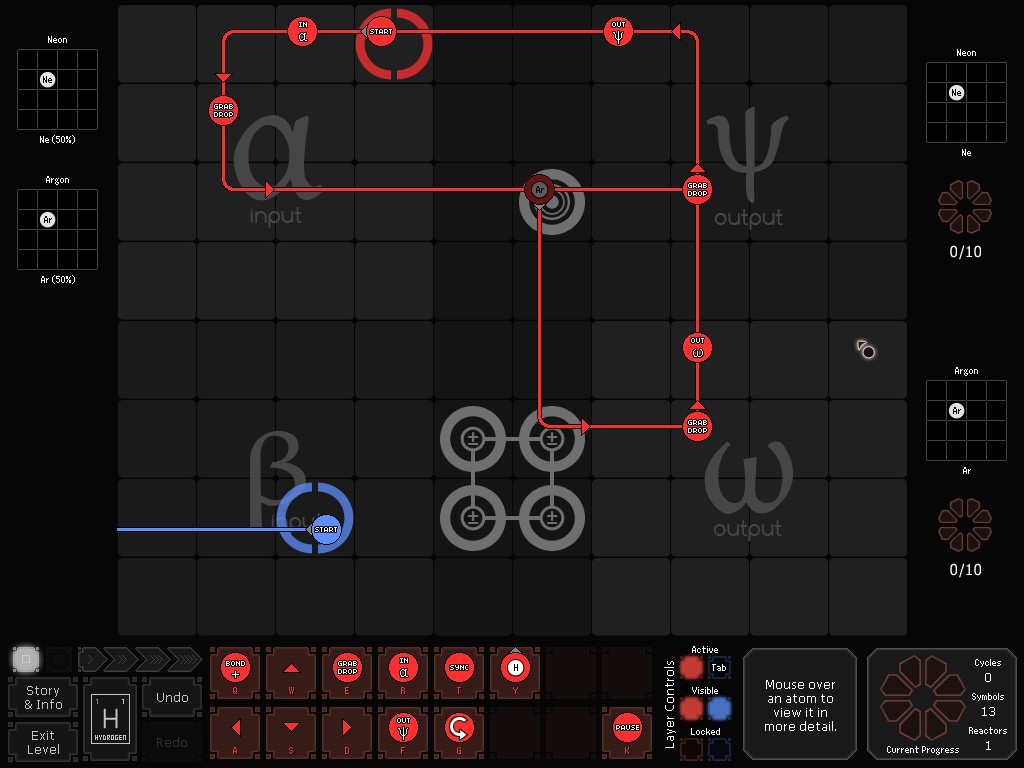 Neon
Ne
Ne (50%)
Argon
Ar
Ar (50%)
IN
α
START
OUT
ψ
GRAB
DROP
α
input
Ar
GRAB
DROP
ψ
output
OUT
ω
GRAB
DROP
β
input
START
±
±
±
±
ω
output
Neon
Ne
Ne
0/10
Argon
Ar
Ar
0/10
Story
& Info
Exit
Level
1 1
H
HYDROGEN
Undo
Redo
BOND
+
Q
W
GRAB
DROP
E
IN
α
R
SYNC
T
H
Y
A
S
D
OUT
ψ
F
G
PAUSE
K
Layer Controls
Active
Tab
Visible
Locked
Mouse over
an atom to
view it in
more detail.
Cycles
0
Symbols
13
Reactors
1
Current Progress